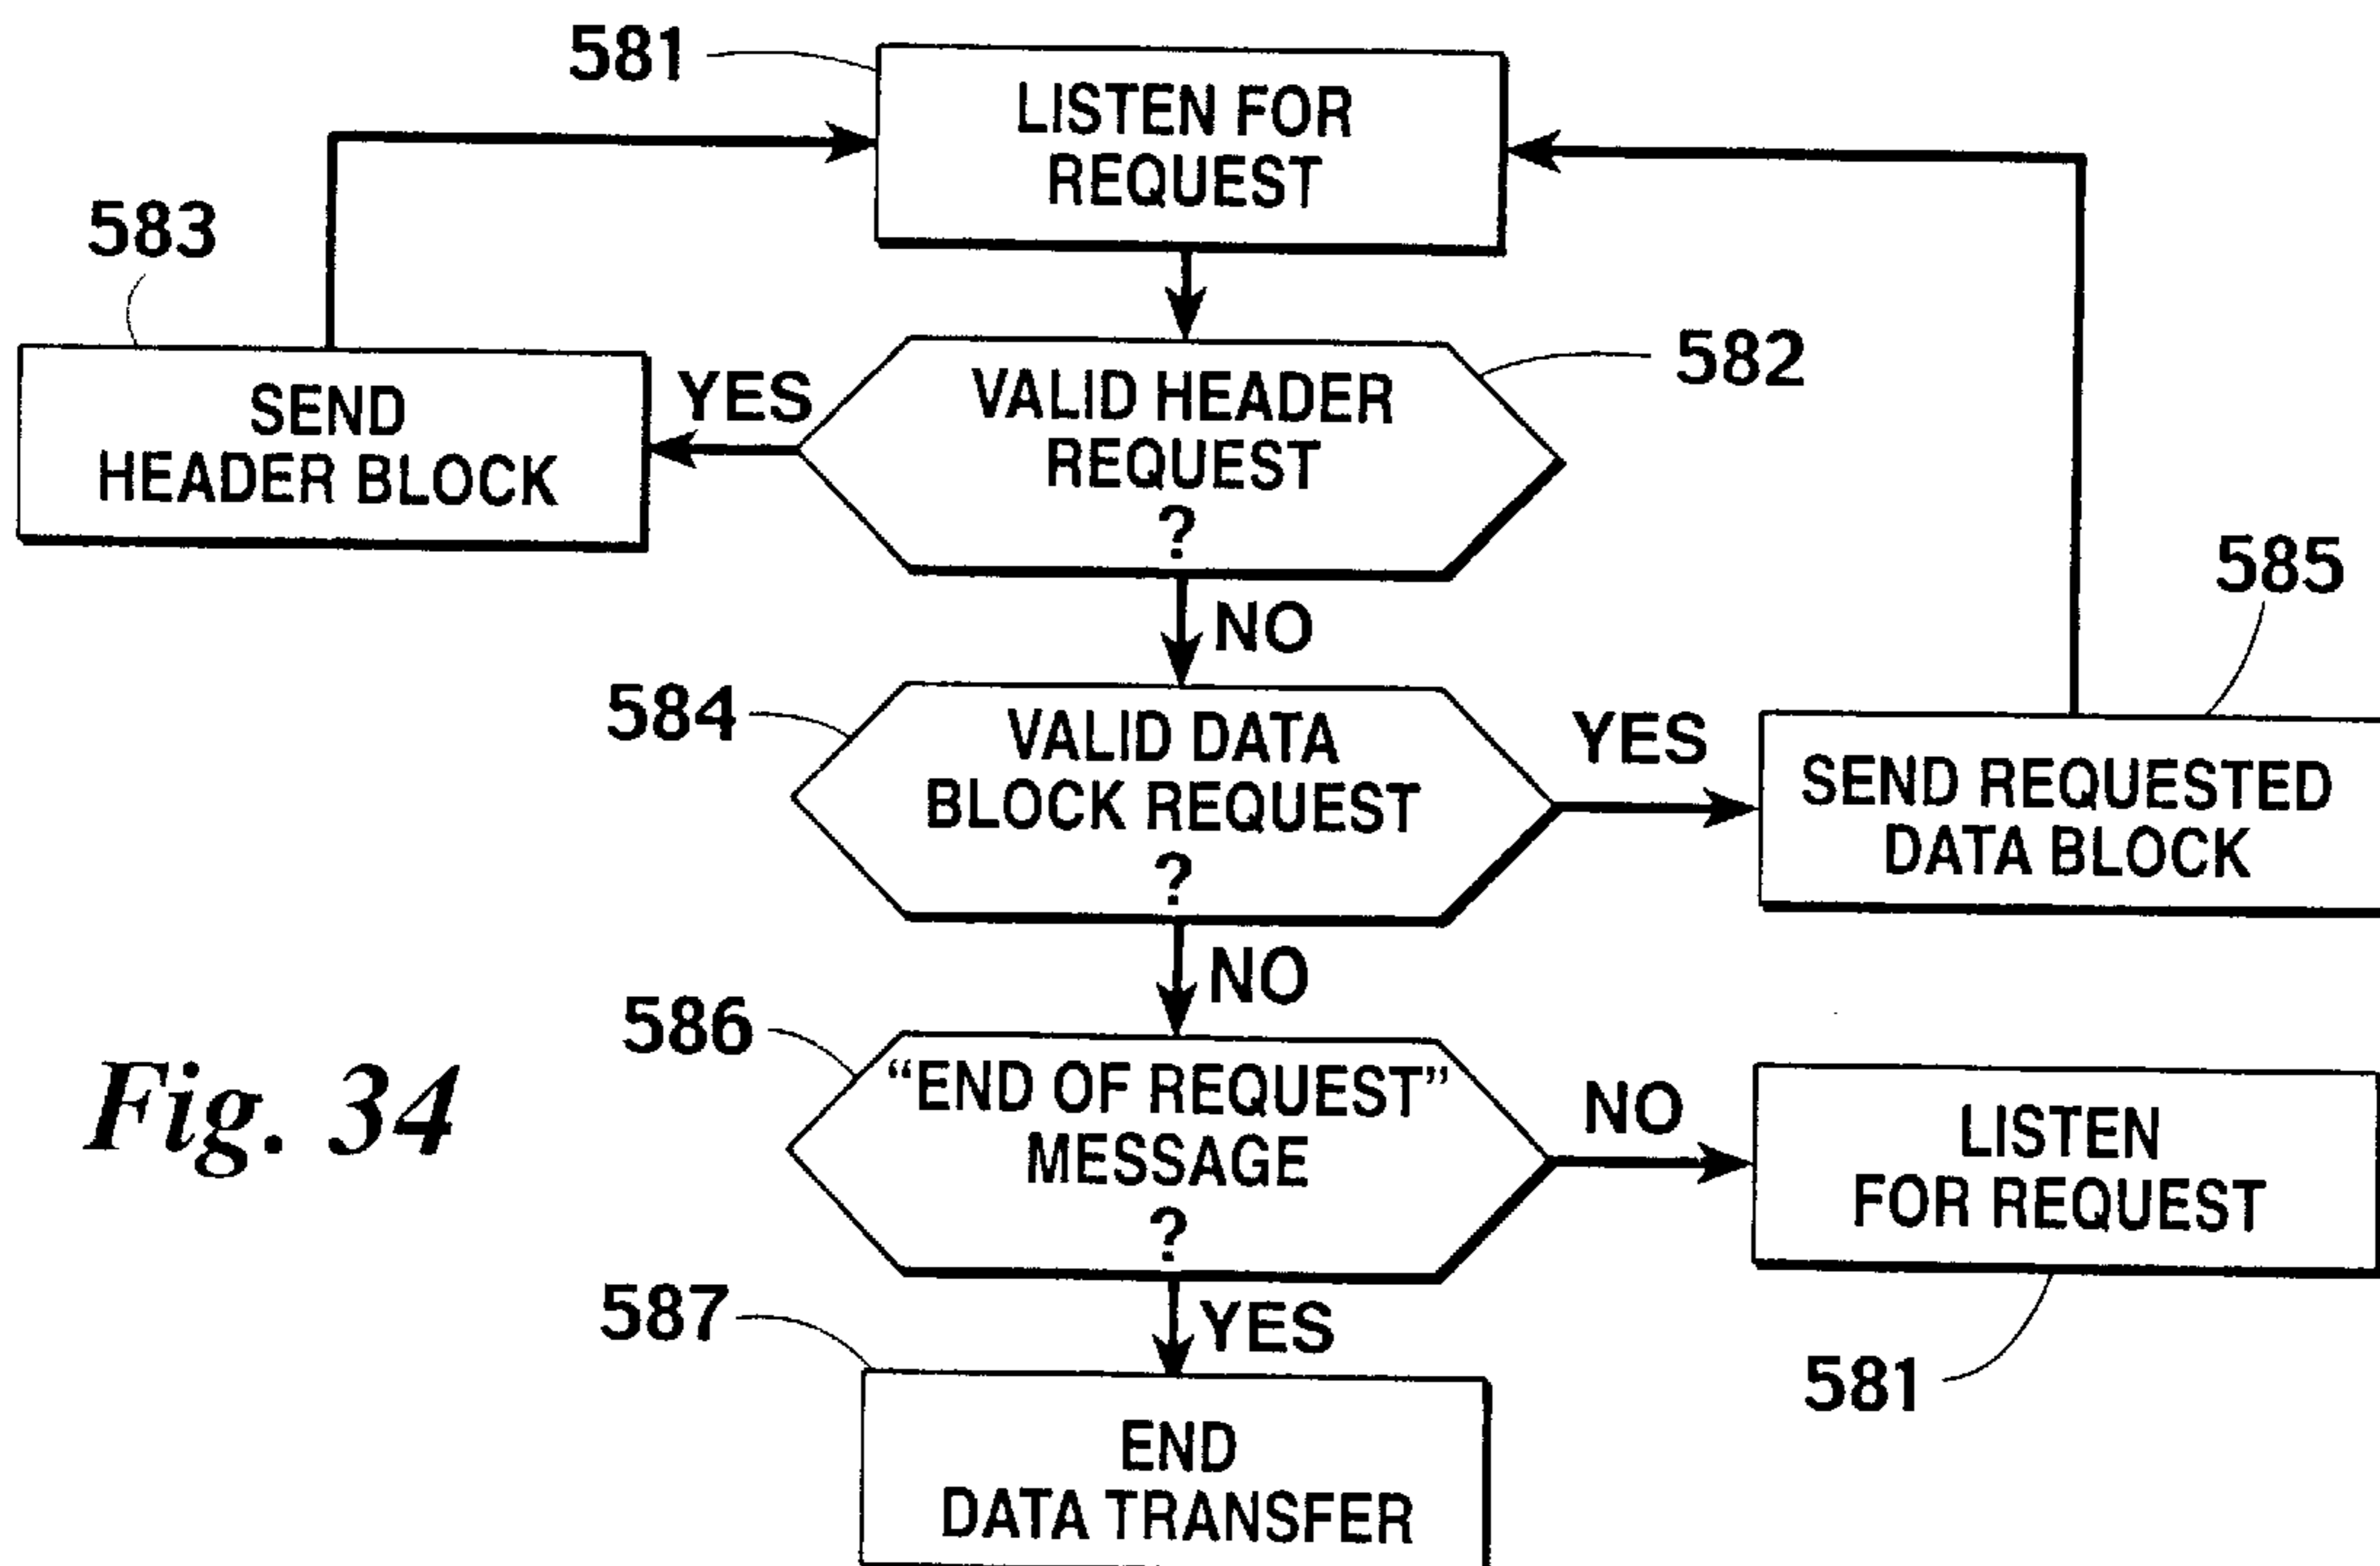 581
LISTEN FOR
REQUEST
583
582
SEND
HEADER BLOCK
YES
VALID HEADER
REQUEST
?
NO
585
584
VALID DATA
BLOCK REQUEST
?
YES
SEND REQUESTED
DATA BLOCK
NO
586
“END OF REQUEST”
MESSAGE
?
NO
LISTEN
FOR REQUEST
581
Fig. 34
YES
587
END
DATA TRANSFER